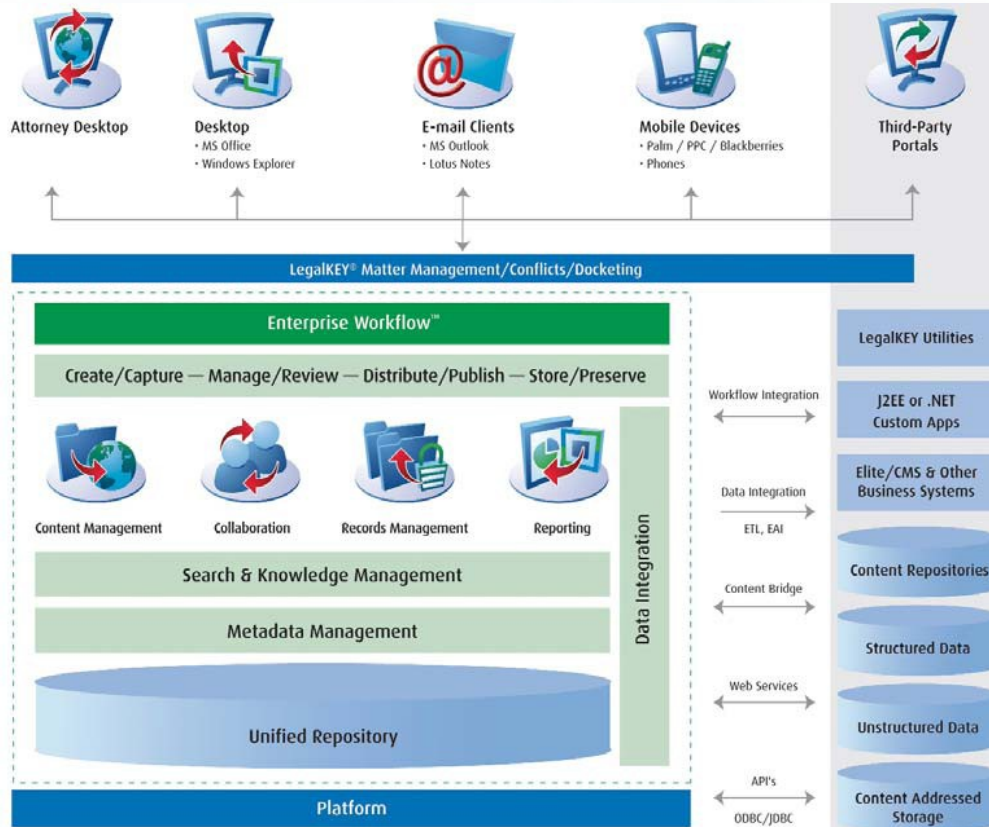 Attorney Desktop
Desktop
• MS Office
• Windows Explorer
@
E-mail Clients
• MS Outlook
• Lotus Notes
Mobile Devices
• Palm / PPC / Blackberries
• Phones
Third-Party
Portals
LegalKEY® Matter Management/Conflicts/Docketing
Enterprise Workflow™
Create/Capture — Manage/Review — Distribute/Publish — Store/Preserve
Content Management
Collaboration
Records Management
Reporting
Search & Knowledge Management
Metadata Management
Unified Repository
Data Integration
Platform
Workflow Integration
Data Integration
ETL, EAI
Content Bridge
Web Services
API's
ODBC/JDBC
LegalKEY Utilities
J2EE or .NET
Custom Apps
Elite/CMS & Other
Business Systems
Content Repositories
Structured Data
Unstructured Data
Content Addressed
Storage